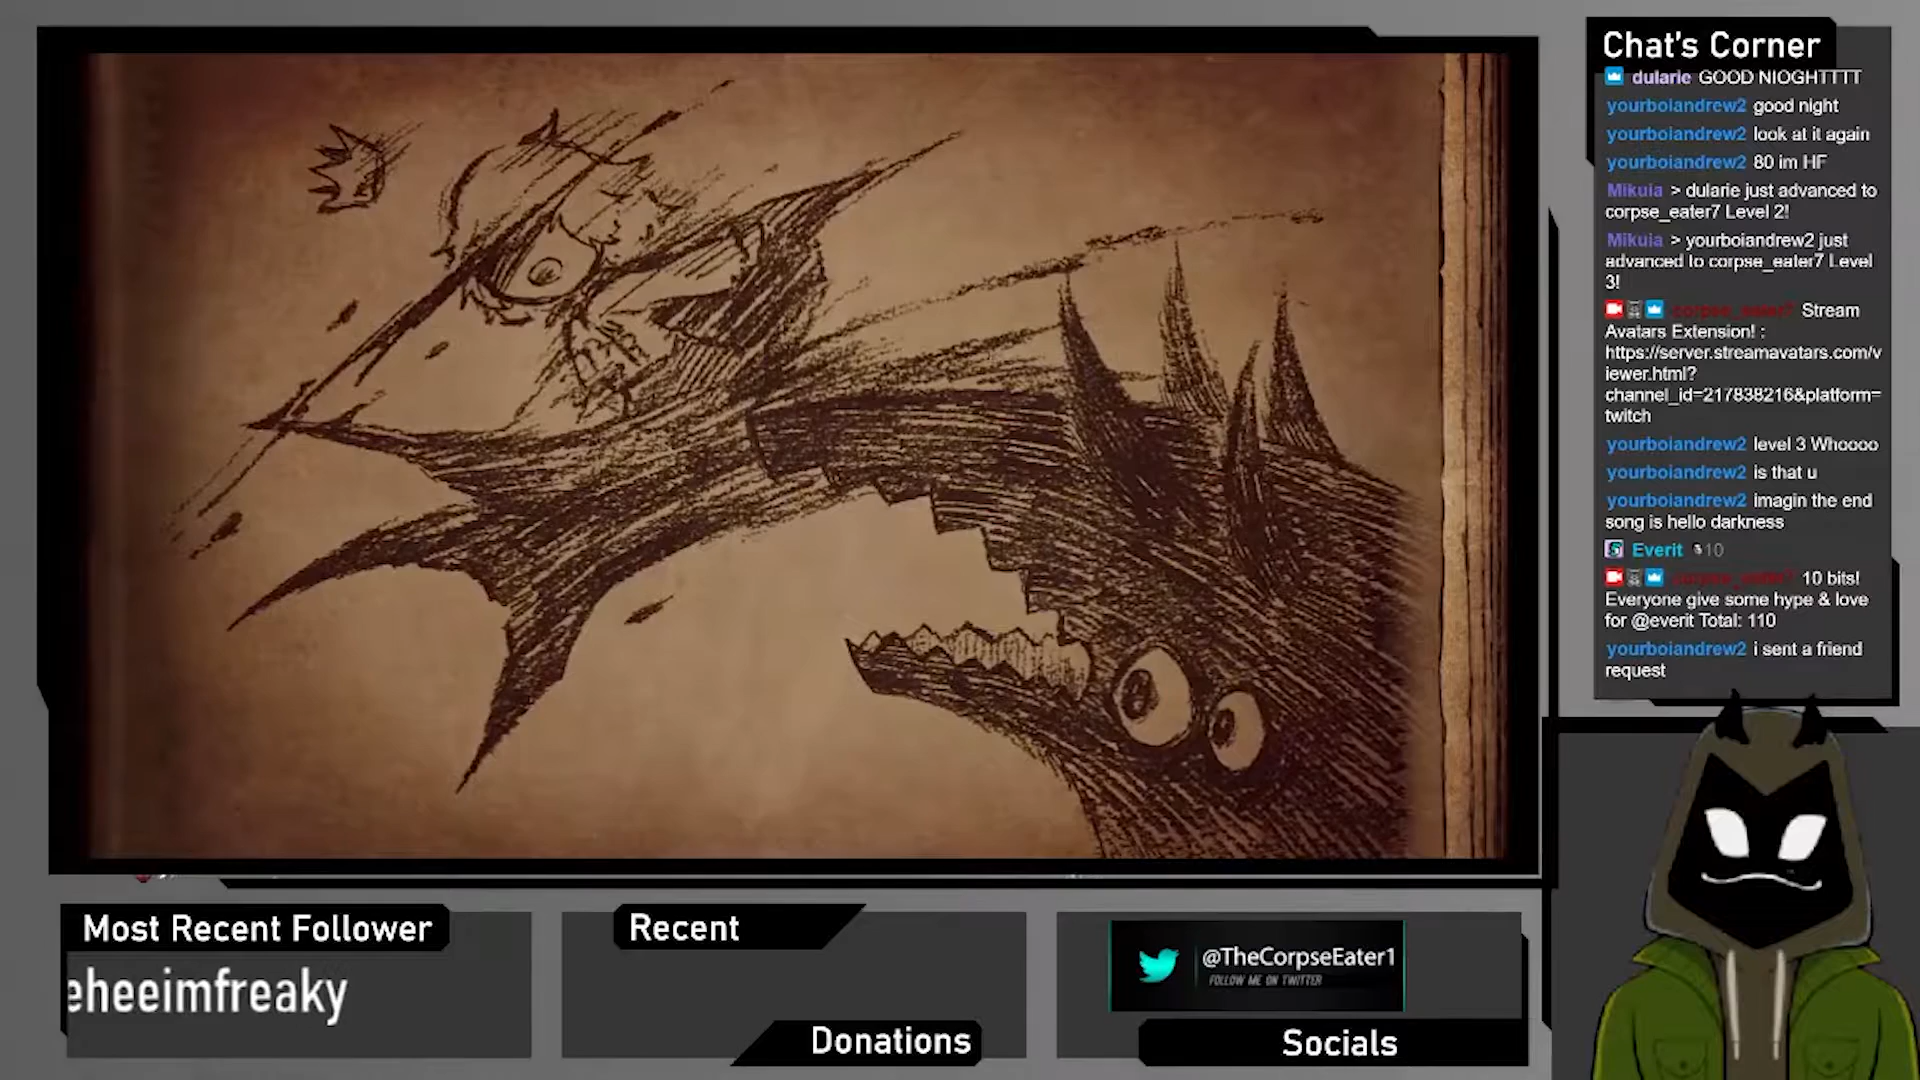 Chat's Corner
dularie GOOD NIOGHTTTT
yourboiandrew2 good night
yourboiandrew2 look at it again
yourboiandrew2 80 im HF
Mikuia > dularie just advanced to
corpse_eater7 Level 2!
Mikuia > yourboiandrew2 just
advanced to corpse_eater7 Level
3!
corpse_eater7 Stream
Avatars Extension! :
https://server.streamavatars.com/v
iewer.html?
channel_id=217838216&platform=
twitch
yourboiandrew2 level 3 Whoooo
yourboiandrew2 is that u
yourboiandrew2 imagin the end
song is hello darkness
Everit 10
corpse_eater7 10 bits!
Everyone give some hype & love
for @everit Total: 110
yourboiandrew2 i sent a friend
request
Most Recent Follower
eheeimfreaky
Recent
Donations
@TheCorpseEater1
FOLLOW ME ON TWITTER
Socials